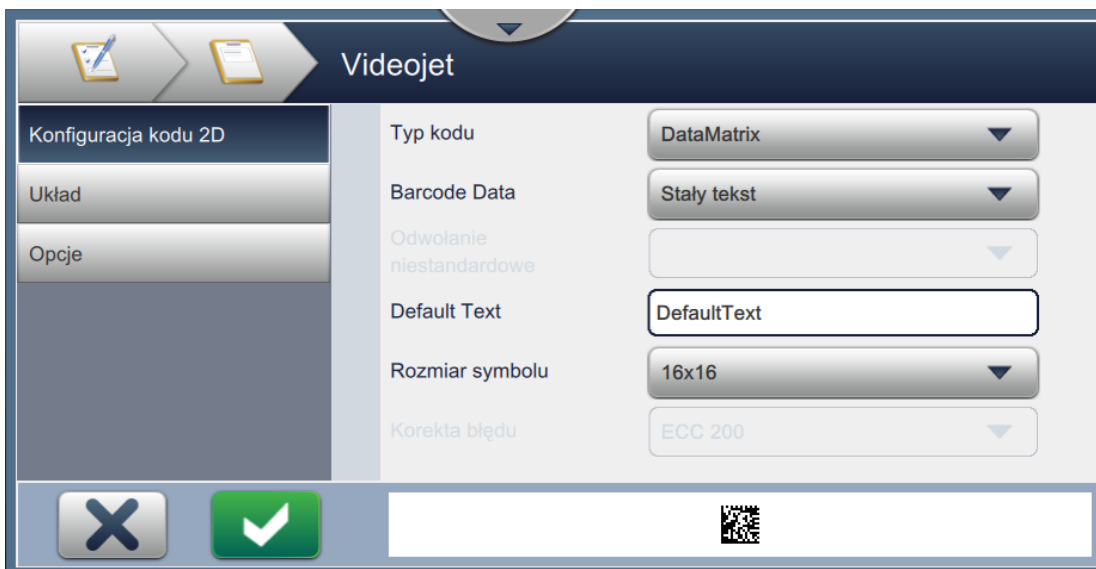 Videojet
Konfiguracja kodu 2D
Układ
Opcje
Typ kodu
DataMatrix
Barcode Data
Stały tekst
Odwołanie
niestandardowe
Default Text
DefaultText
Rozmiar symbolu
16x16
Korekta błędu
ECC 200